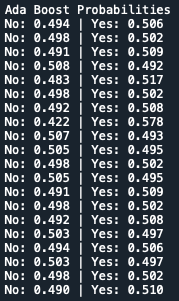 Ada Boost Probabilities
No: 0.494 | Yes: 0.506
No: 0.498 | Yes: 0.502
No: 0.491 | Yes: 0.509
No: 0.508 | Yes: 0.492
No: 0.483 | Yes: 0.517
No: 0.498 | Yes: 0.502
No: 0.492 | Yes: 0.508
No: 0.422 | Yes: 0.578
No: 0.507 | Yes: 0.493
No: 0.505 | Yes: 0.495
No: 0.498 | Yes: 0.502
No: 0.505 | Yes: 0.495
No: 0.491 | Yes: 0.509
No: 0.498 | Yes: 0.502
No: 0.492 | Yes: 0.508
No: 0.503 | Yes: 0.497
No: 0.494 | Yes: 0.506
No: 0.503 | Yes: 0.497
No: 0.498 | Yes: 0.502
No: 0.490 | Yes: 0.510